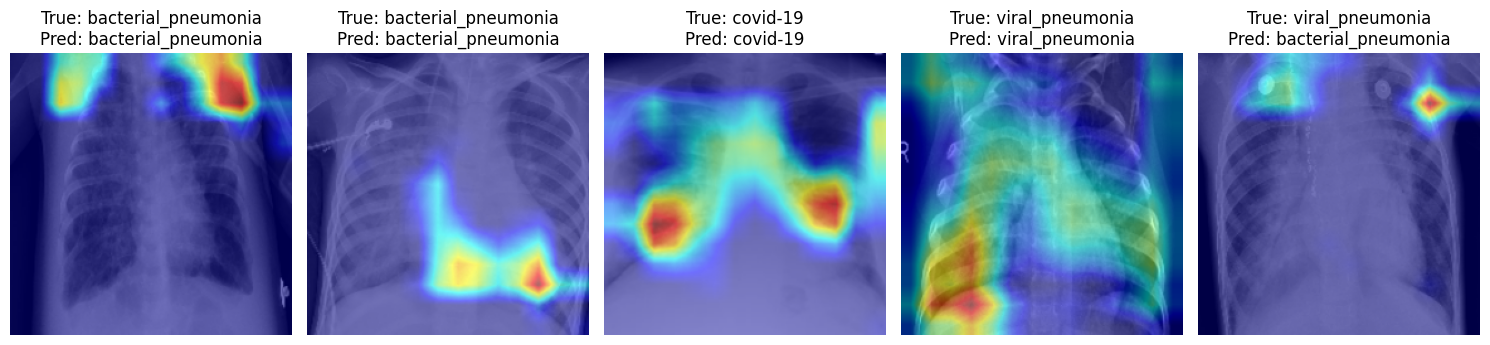 True: bacterial_pneumonia
Pred: bacterial_pneumonia
True: bacterial_pneumonia
Pred: bacterial_pneumonia
True: covid-19
Pred: covid-19
True: viral_pneumonia
Pred: viral_pneumonia
True: viral_pneumonia
Pred: bacterial_pneumonia
R